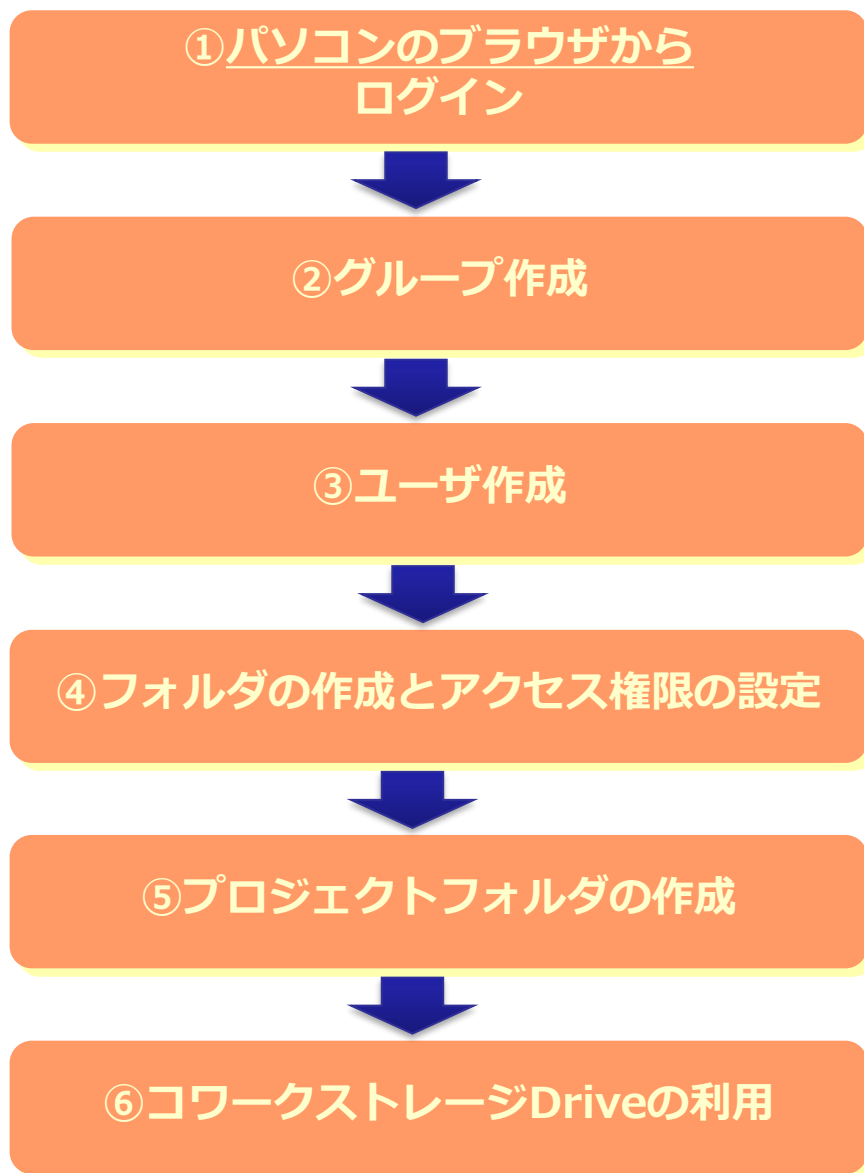 ①パソコンのブラウザから
ログイン
②グループ作成
③ユーザ作成
④フォルダの作成とアクセス権限の設定
⑤プロジェクトフォルダの作成
⑥コワークストレージDriveの利用